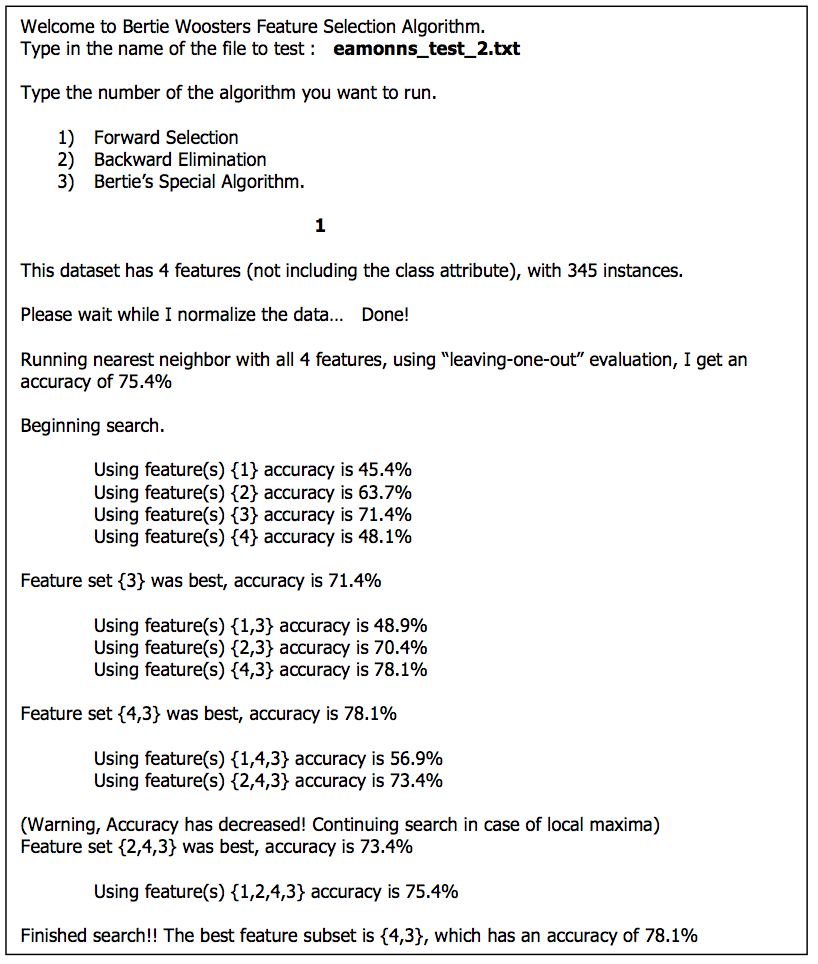 Welcome to Bertie Woosters Feature Selection Algorithm.
Type in the name of the file to test : eamonns_test_2.txt
Type the number of the algorithm you want to run.
1) Forward Selection
2) Backward Elimination
3) Bertie’s Special Algorithm.
1
This dataset has 4 features (not including the class attribute), with 345 instances.
Please wait while I normalize the data… Done!
Running nearest neighbor with all 4 features, using “leaving-one-out” evaluation, I get an
accuracy of 75.4%
Beginning search.
Using feature(s) {1} accuracy is 45.4%
Using feature(s) {2} accuracy is 63.7%
Using feature(s) {3} accuracy is 71.4%
Using feature(s) {4} accuracy is 48.1%
Feature set {3} was best, accuracy is 71.4%
Using feature(s) {1,3} accuracy is 48.9%
Using feature(s) {2,3} accuracy is 70.4%
Using feature(s) {4,3} accuracy is 78.1%
Feature set {4,3} was best, accuracy is 78.1%
Using feature(s) {1,4,3} accuracy is 56.9%
Using feature(s) {2,4,3} accuracy is 73.4%
(Warning, Accuracy has decreased! Continuing search in case of local maxima)
Feature set {2,4,3} was best, accuracy is 73.4%
Using feature(s) {1,2,4,3} accuracy is 75.4%
Finished search!! The best feature subset is {4,3}, which has an accuracy of 78.1%